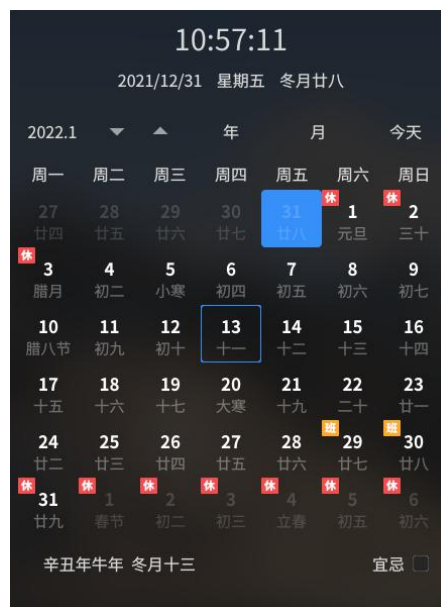 10:57:11
2021/12/31 星期五 冬月廿八
2022.1 年 月 今天
周一 周二 周三 周四 周五 周六 周日
休 休
27 28 29 30 31 1 2
廿四 廿五 廿六 廿七 廿八 元旦 三十
休
3 4 5 6 7 8 9
腊月 初二 小寒 初四 初五 初六 初七
10 11 12 13 14 15 16
腊八节 初九 初十 十一 十二 十三 十四
17 18 19 20 21 22 23
十五 十六 十七 大寒 十九 二十 廿一
班 班
24 25 26 27 28 29 30
廿二 廿三 廿四 廿五 廿六 廿七 廿八
休 休 休 休 休 休 休
31 1 2 3 4 5 6
廿九 春节 初二 初三 立春 初五 初六
辛丑年牛年 冬月十三 宜忌